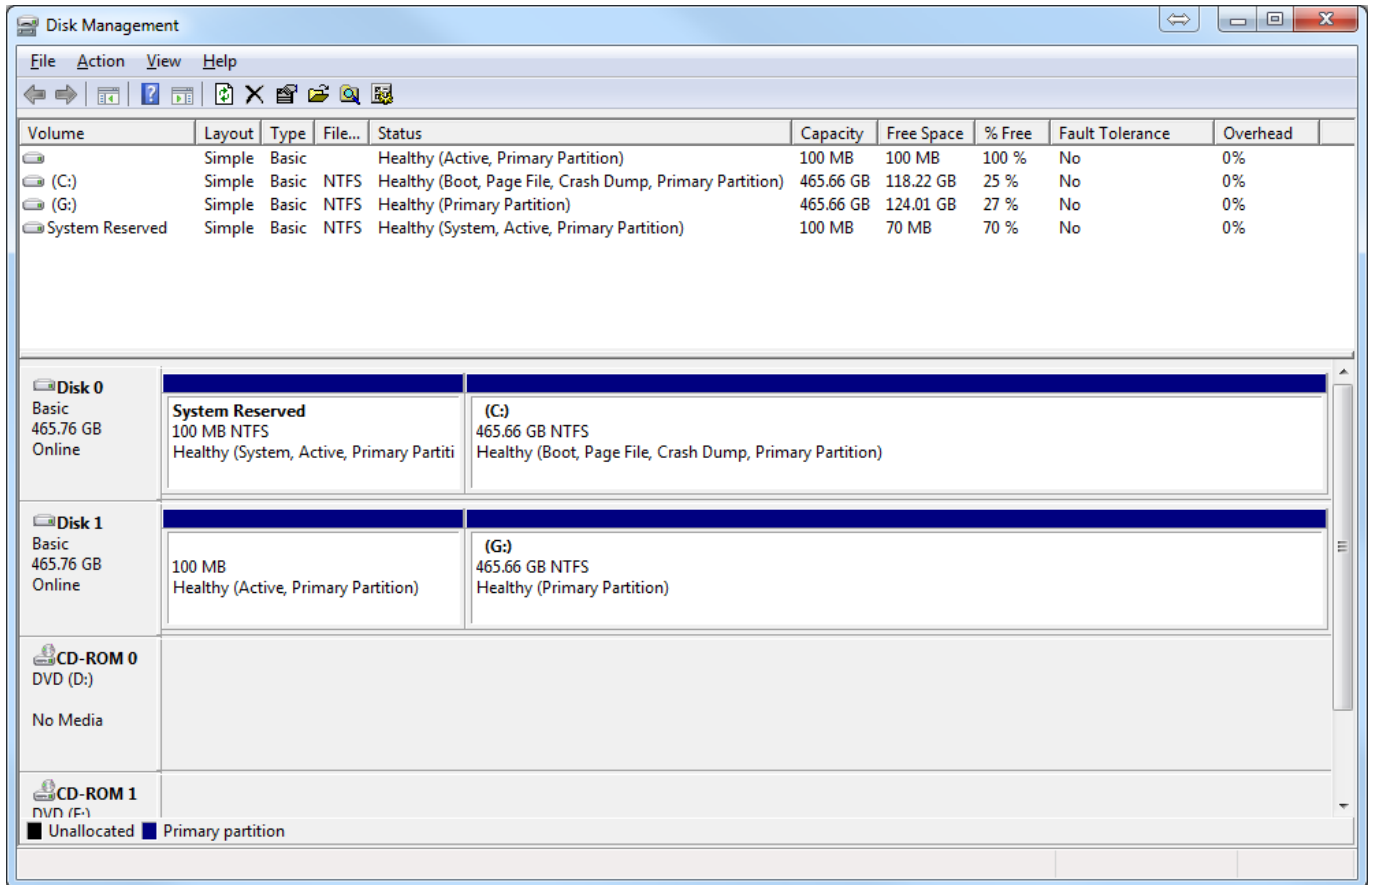 Disk Management
File Action View Help
Volume Layout Type File... Status Capacity Free Space % Free Fault Tolerance Overhead
Simple Basic Healthy (Active, Primary Partition) 100 MB 100 MB 100 % No 0%
(C:) Simple Basic NTFS Healthy (Boot, Page File, Crash Dump, Primary Partition) 465.66 GB 118.22 GB 25 % No 0%
(G:) Simple Basic NTFS Healthy (Primary Partition) 465.66 GB 124.01 GB 27 % No 0%
System Reserved Simple Basic NTFS Healthy (System, Active, Primary Partition) 100 MB 70 MB 70 % No 0%
Disk 0
Basic
465.76 GB
Online
System Reserved
100 MB NTFS
Healthy (System, Active, Primary Partiti
(C:)
465.66 GB NTFS
Healthy (Boot, Page File, Crash Dump, Primary Partition)
Disk 1
Basic
465.76 GB
Online
100 MB
Healthy (Active, Primary Partition)
(G:)
465.66 GB NTFS
Healthy (Primary Partition)
CD-ROM 0
DVD (D:)
No Media
CD-ROM 1
DVD
Unallocated Primary partition